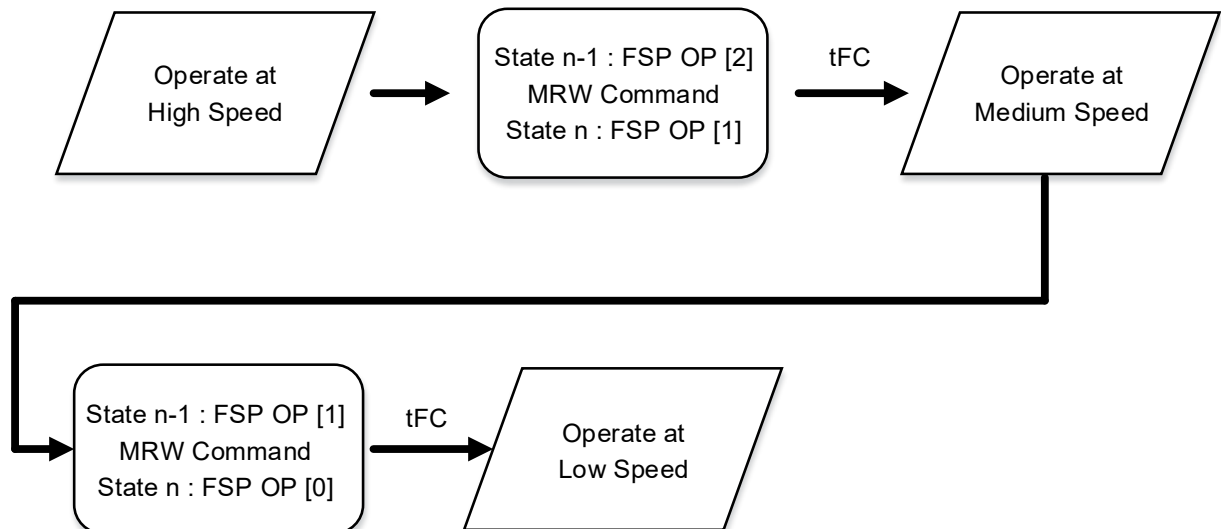 Operate at
High Speed
State n-1 : FSP OP [2]
MRW Command
State n : FSP OP [1]
tFC
Operate at
Medium Speed
State n-1 : FSP OP [1]
MRW Command
State n : FSP OP [0]
tFC
Operate at
Low Speed